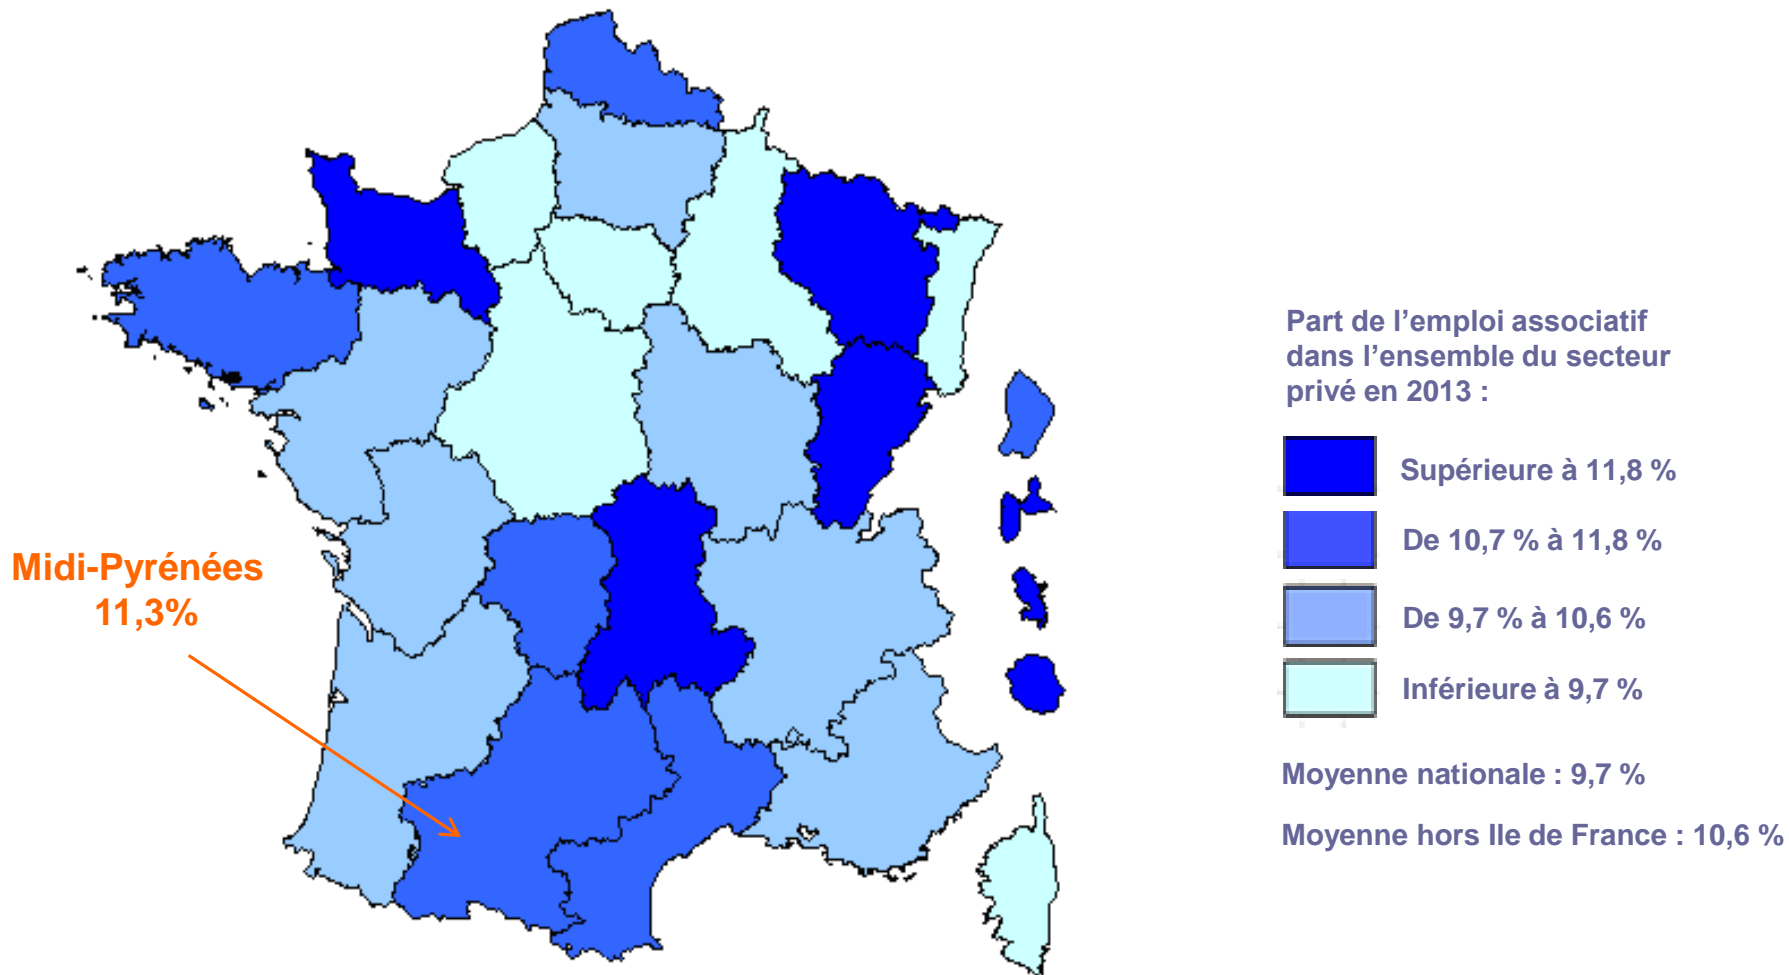 Midi-Pyrénées
11,3%
Part de l’emploi associatif
dans l’ensemble du secteur
privé en 2013 :
Supérieure à 11,8 %
De 10,7 % à 11,8 %
De 9,7 % à 10,6 %
Inférieure à 9,7 %
Moyenne nationale : 9,7 %
Moyenne hors Ile de France : 10,6 %